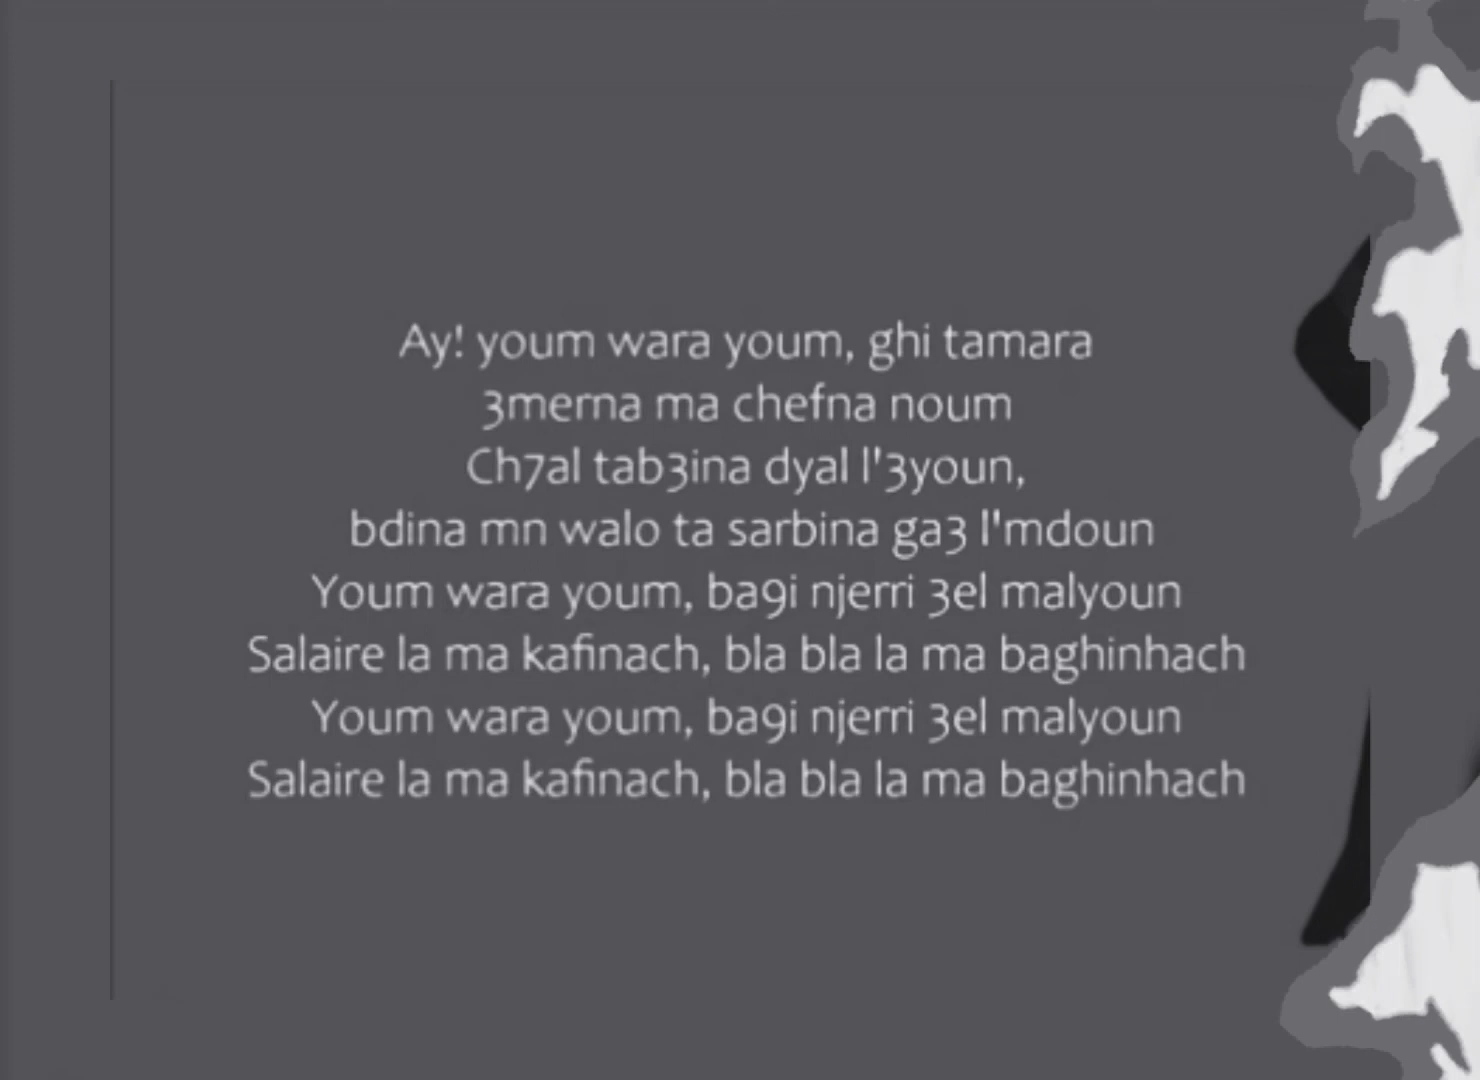 Ay! youm wara youm, ghi tamara
3merna ma chefna noum
Ch7al tab3ina dyal l'3youn,
bdina mn walo ta sarbina ga3 l'mdoun
Youm wara youm, ba9i njerri 3el malyoun
Salaire la ma kafinach, bla bla la ma baghinhach
Youm wara youm, ba9i njerri 3el malyoun
Salaire la ma kafinach, bla bla la ma baghinhach